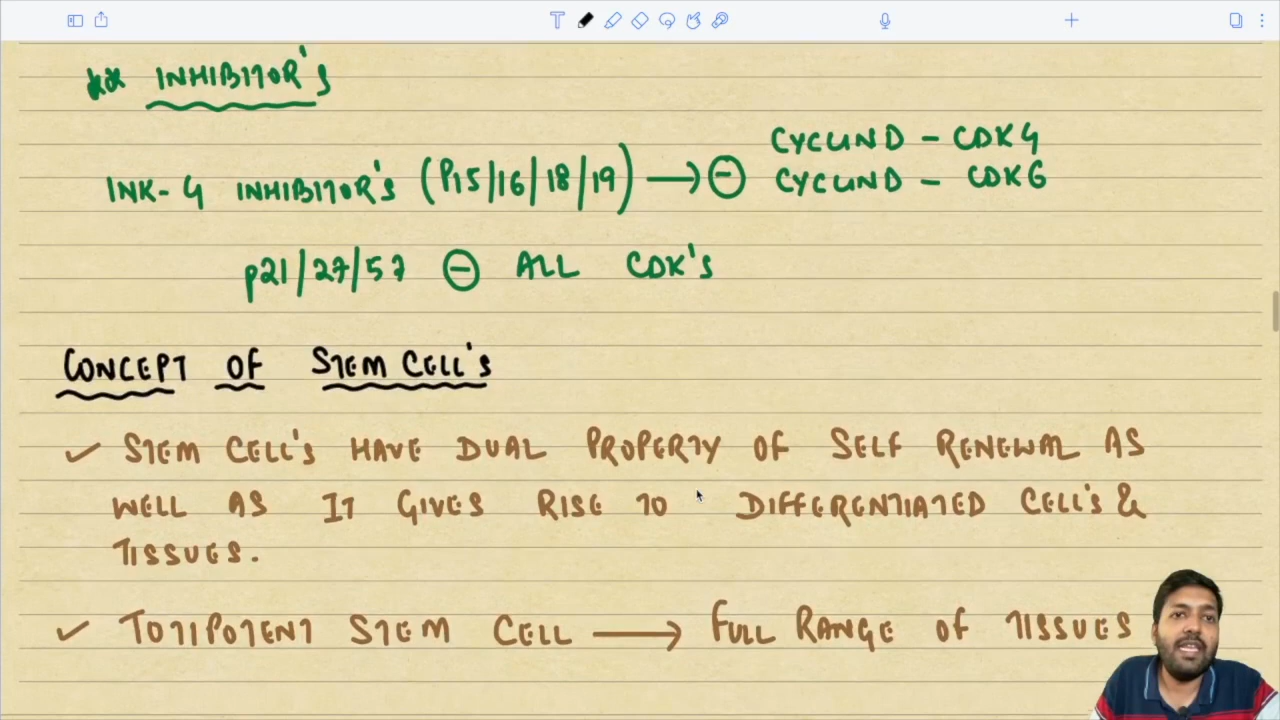 ** INHIBITOR'S
CYCLIND - CDK4
INK-4 INHIBITOR'S (P15/16/18/19) → ⊖ CYCLIND - CDK6
p21/27/57 ⊖ ALL CDK'S
CONCEPT OF STEM CELL'S
✓ STEM CELL'S HAVE DUAL PROPERTY OF SELF RENEWAL AS
WELL AS IT GIVES RISE TO DIFFERENTIATED CELL'S &
TISSUES.
✓ TOTIPOTENT STEM CELL → FULL RANGE OF TISSUES